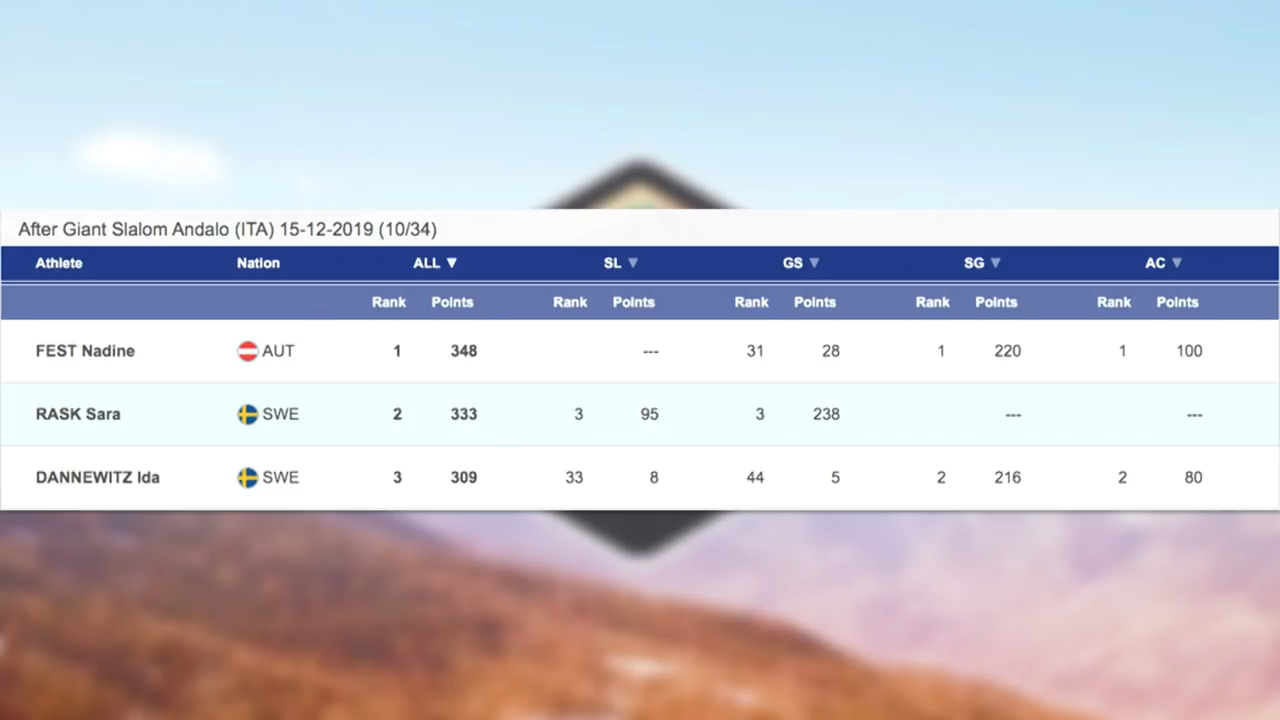 After Giant Slalom Andalo (ITA) 15-12-2019 (10/34)
Athlete Nation ALL ▼ SL ▼ GS ▼ SG ▼ AC ▼
Rank Points Rank Points Rank Points Rank Points Rank Points
FEST Nadine AUT 1 348 --- 31 28 1 220 1 100
RASK Sara SWE 2 333 3 95 3 238 --- ---
DANNEWITZ Ida SWE 3 309 33 8 44 5 2 216 2 80